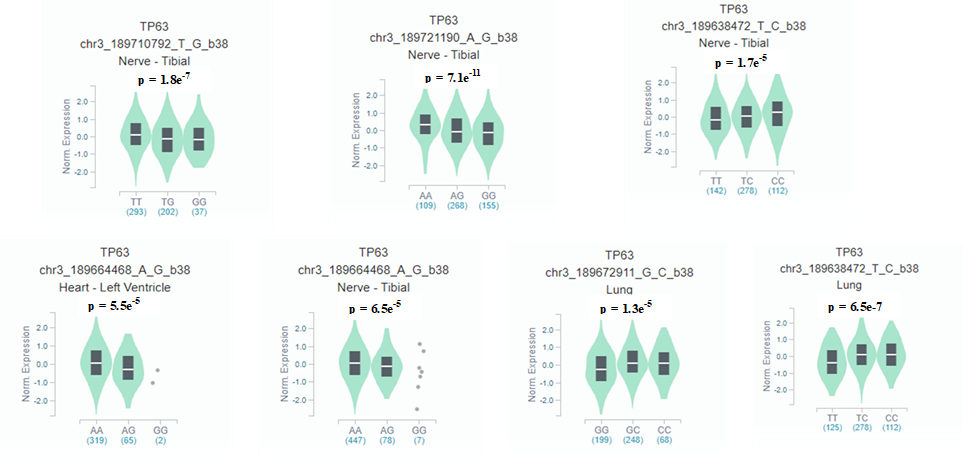 TP63
chr3_189710792_T_G_b38
Nerve - Tibial
p = 1.8e-7
Norm. Expression
2.0
1.0
0.0
-1.0
-2.0
TT TG GG
(293) (202) (37)
TP63
chr3_189721190_A_G_b38
Nerve - Tibial
p = 7.1e-11
Norm. Expression
2.0
1.0
0.0
-1.0
-2.0
AA AG GG
(109) (268) (155)
TP63
chr3_189638472_T_C_b38
Nerve - Tibial
p = 1.7e-5
Norm. Expression
2.0
1.0
0.0
-1.0
-2.0
TT TC CC
(142) (278) (112)
TP63
chr3_189664468_A_G_b38
Heart - Left Ventricle
p = 5.5e-5
Norm. Expression
2.0
1.0
0.0
-1.0
-2.0
AA AG GG
(319) (65) (2)
TP63
chr3_189664468_A_G_b38
Nerve - Tibial
p = 6.5e-5
Norm. Expression
2.0
1.0
0.0
-1.0
-2.0
AA AG GG
(447) (78) (7)
TP63
chr3_189672911_G_C_b38
Lung
p = 1.3e-5
Norm. Expression
2.0
1.0
0.0
-1.0
-2.0
GG GC CC
(199) (248) (68)
TP63
chr3_189638472_T_C_b38
Lung
p = 6.5e-7
Norm. Expression
2.0
1.0
0.0
-1.0
-2.0
TT TC CC
(125) (278) (112)